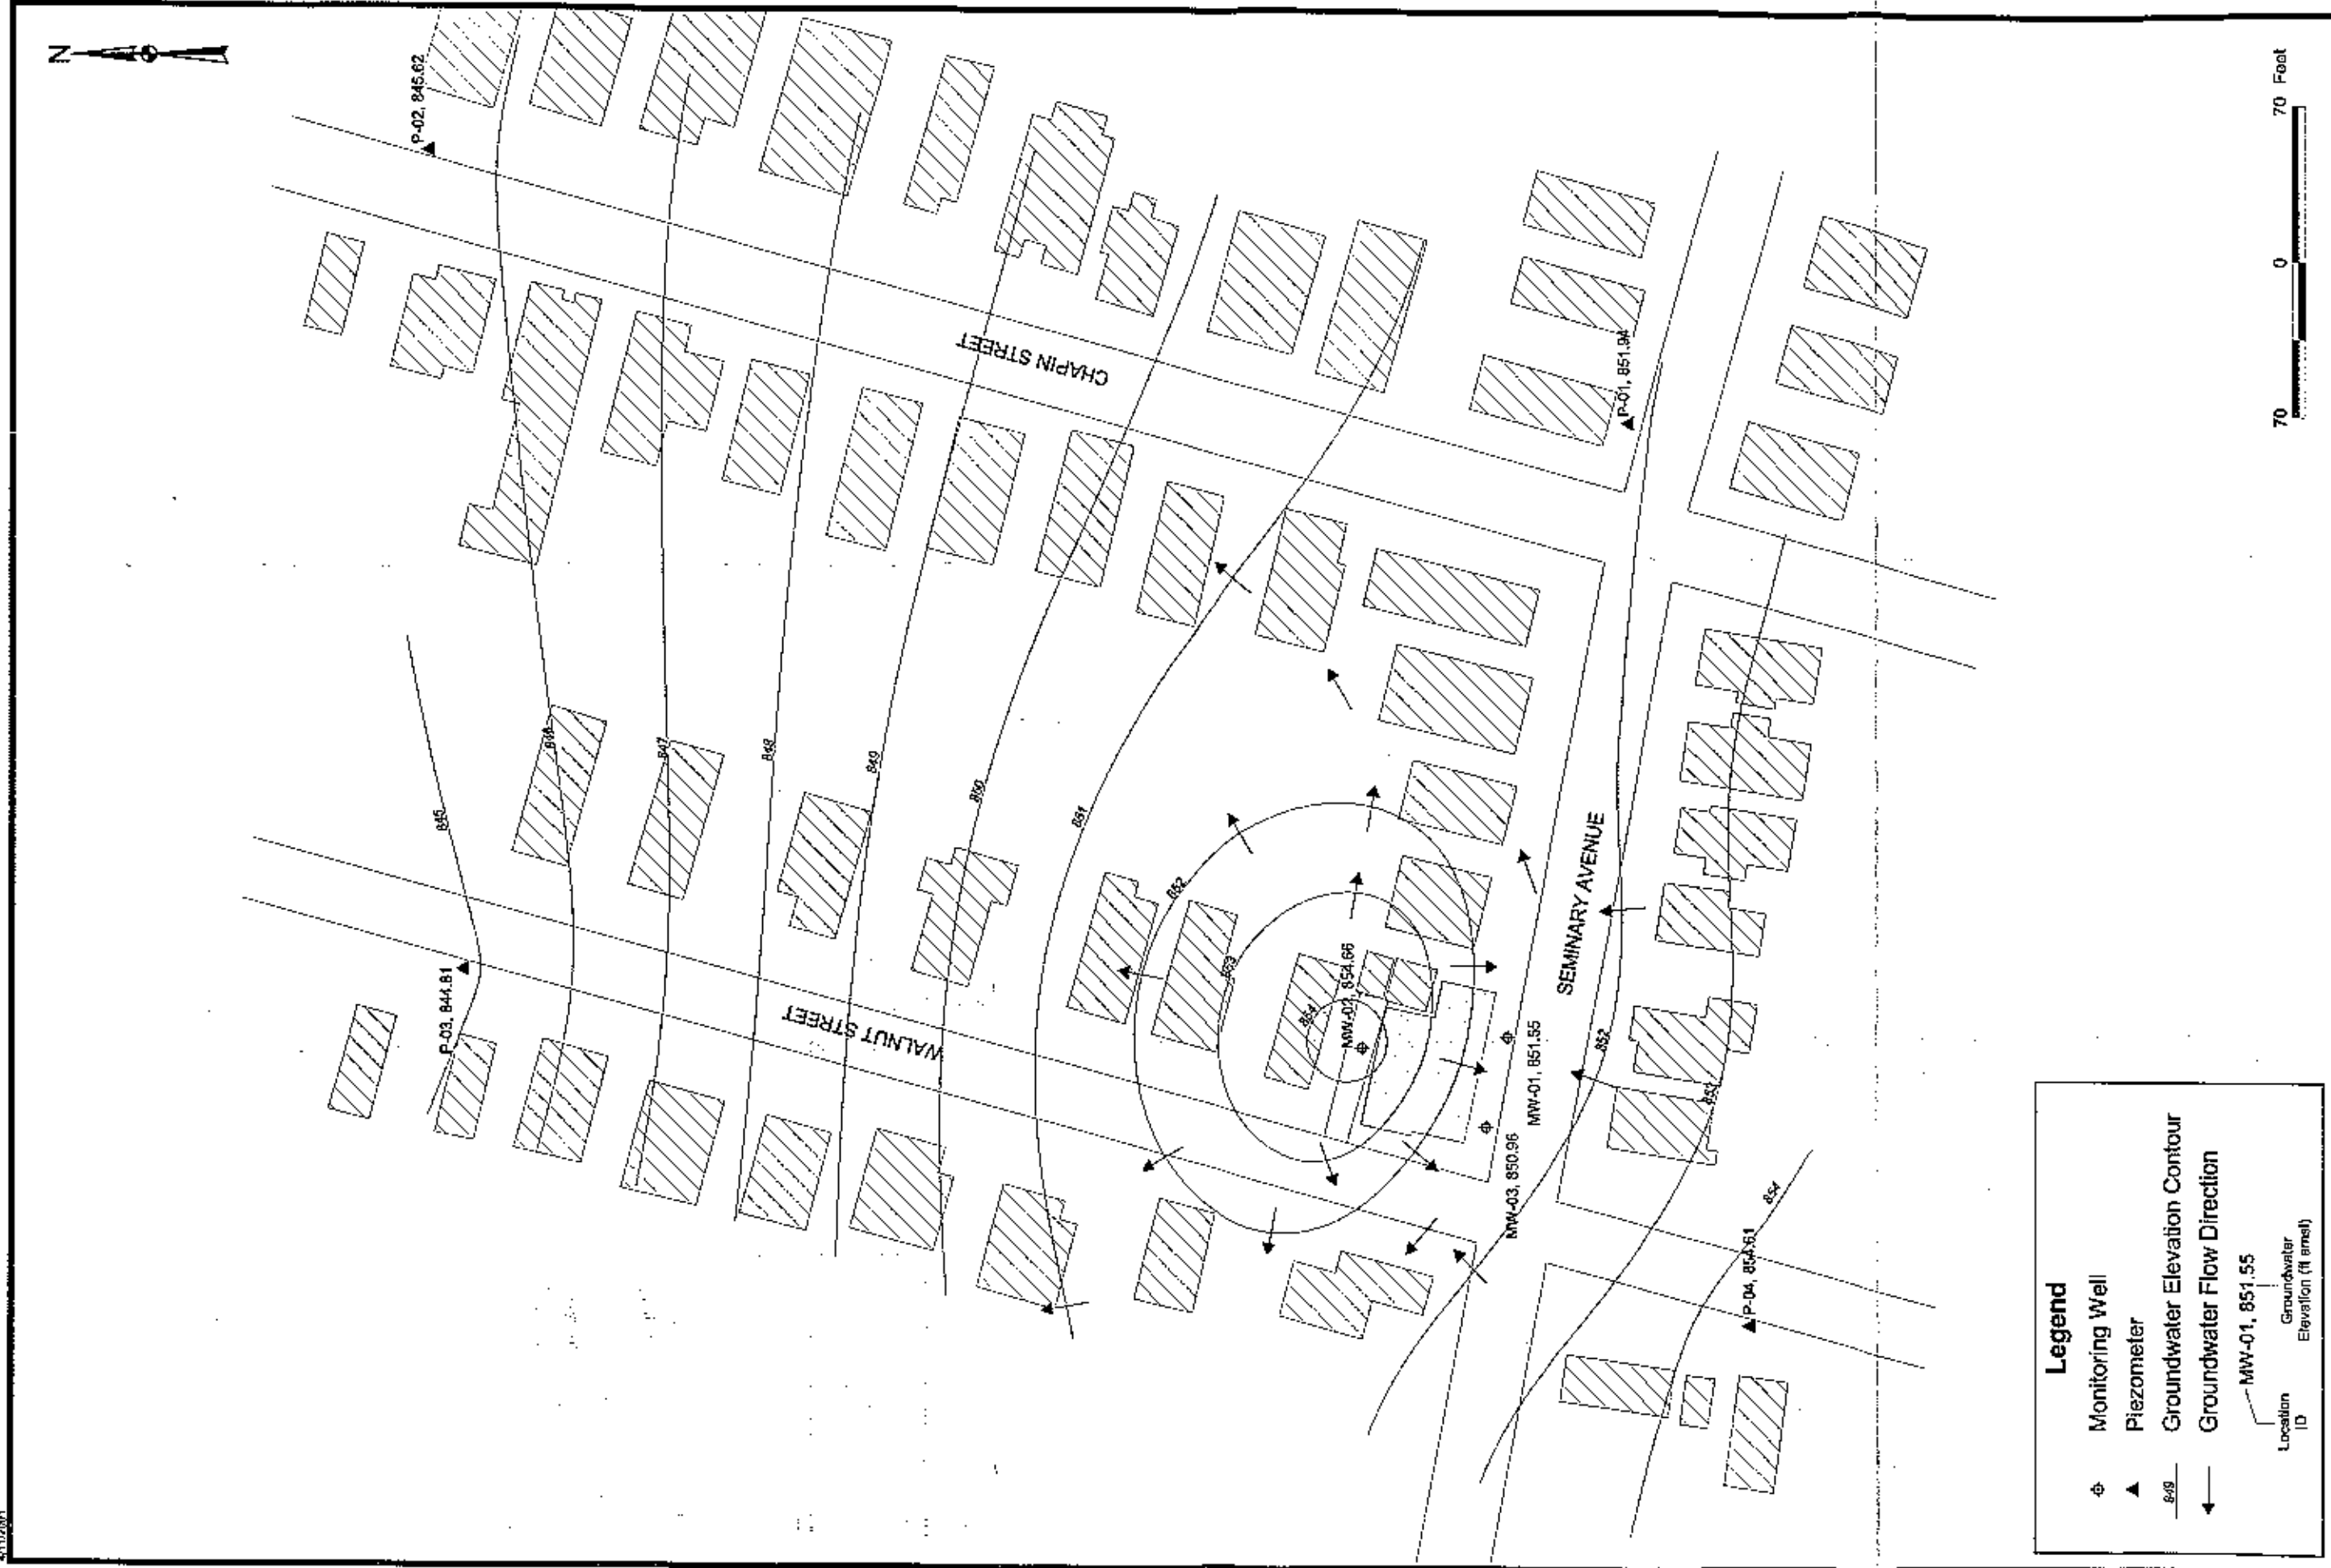 N
P-02, 845.62
P-03, 844.81
845
846
847
848
849
850
851
852
853
854
CHAPIN STREET
WALNUT STREET
MW-02, 854.66
P-01, 851.94
SEMINARY AVENUE
MW-01, 851.55
MW-03, 850.96
852
853
854
P-04, 854.61
70 0 70 Feet
Legend
Monitoring Well
Piezometer
849 Groundwater Elevation Contour
Groundwater Flow Direction
MW-01, 851.55
Location
ID
Groundwater
Elevation (ft amsl)